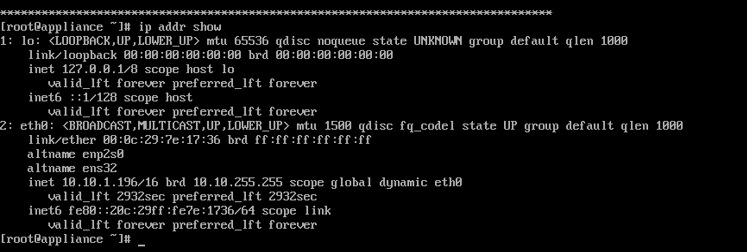 ********************************************************************************
[root@appliance ~]# ip addr show
1: lo: <LOOPBACK,UP,LOWER_UP> mtu 65536 qdisc noqueue state UNKNOWN group default qlen 1000
    link/loopback 00:00:00:00:00:00 brd 00:00:00:00:00:00
    inet 127.0.0.1/8 scope host lo
       valid_lft forever preferred_lft forever
    inet6 ::1/128 scope host
       valid_lft forever preferred_lft forever
2: eth0: <BROADCAST,MULTICAST,UP,LOWER_UP> mtu 1500 qdisc fq_codel state UP group default qlen 1000
    link/ether 00:0c:29:7e:17:36 brd ff:ff:ff:ff:ff:ff
    altname enp2s0
    altname ens32
    inet 10.10.1.196/16 brd 10.10.255.255 scope global dynamic eth0
       valid_lft 2932sec preferred_lft 2932sec
    inet6 fe80::20c:29ff:fe7e:1736/64 scope link
       valid_lft forever preferred_lft forever
[root@appliance ~]# _